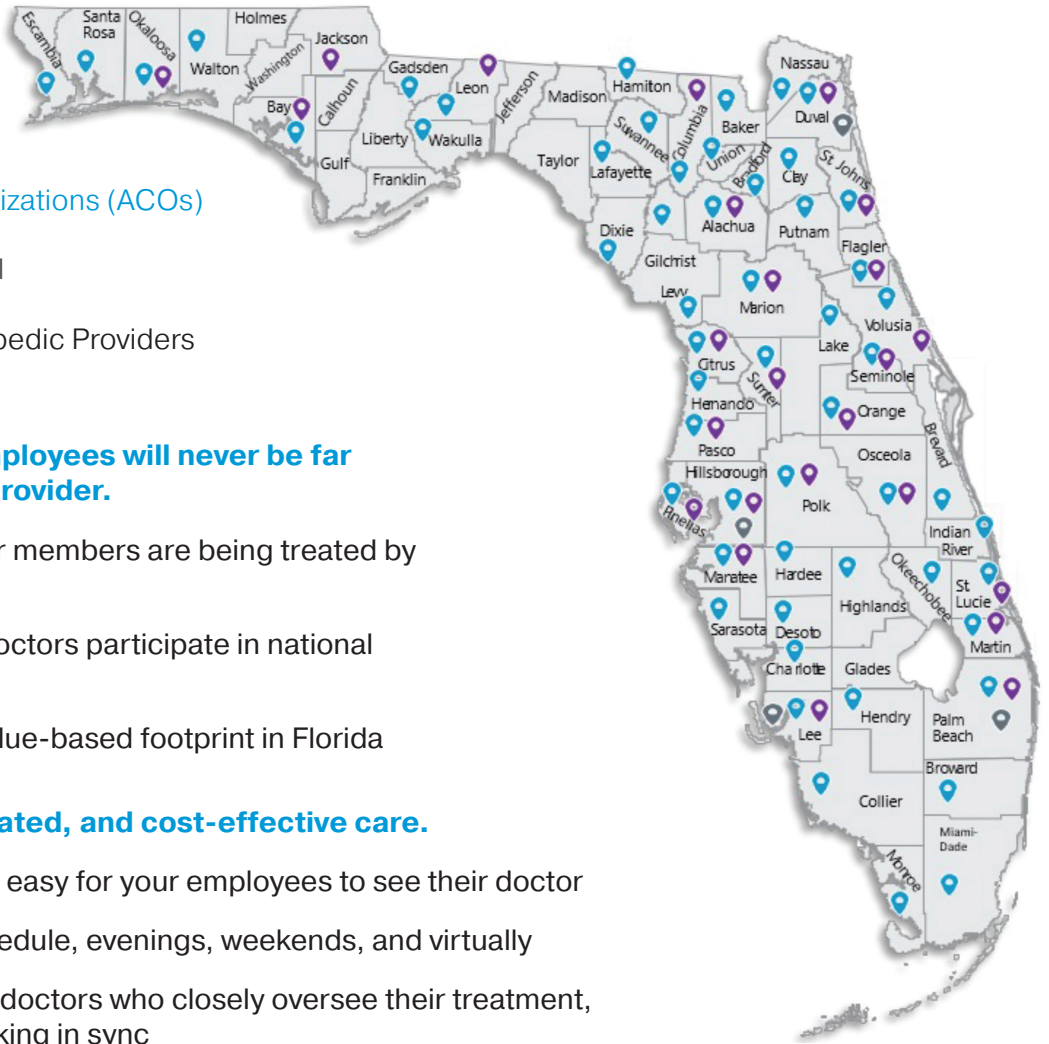 Escambia
Santa
Rosa
Okaloosa
Walton
Holmes
Washington
Jackson
Bay
Calhoun
Gulf
Gadsden
Liberty
Franklin
Leon
Wakulla
Jefferson
Madison
Taylor
Hamilton
Suwannee
Lafayette
Dixie
Columbia
Baker
Union
Bradford
Nassau
Duval
Clay
St Johns
Alachua
Putnam
Flagler
Gilchrist
Levy
Marion
Volusia
Lake
Citrus
Sumter
Seminole
Hernando
Orange
Pasco
Brevard
Osceola
Hillsborough
Polk
Pinellas
Indian
River
Manatee
Hardee
Okeechobee
St
Lucie
Highlands
Sarasota
Desoto
Martin
Charlotte
Glades
Lee
Hendry
Palm
Beach
Broward
Collier
Miami-
Dade
Monroe
izations (ACOs)
pedic Providers
ployees will never be far
rovider.
r members are being treated by
octors participate in national
lue-based footprint in Florida
ated, and cost-effective care.
easy for your employees to see their doctor
edule, evenings, weekends, and virtually
doctors who closely oversee their treatment,
king in sync